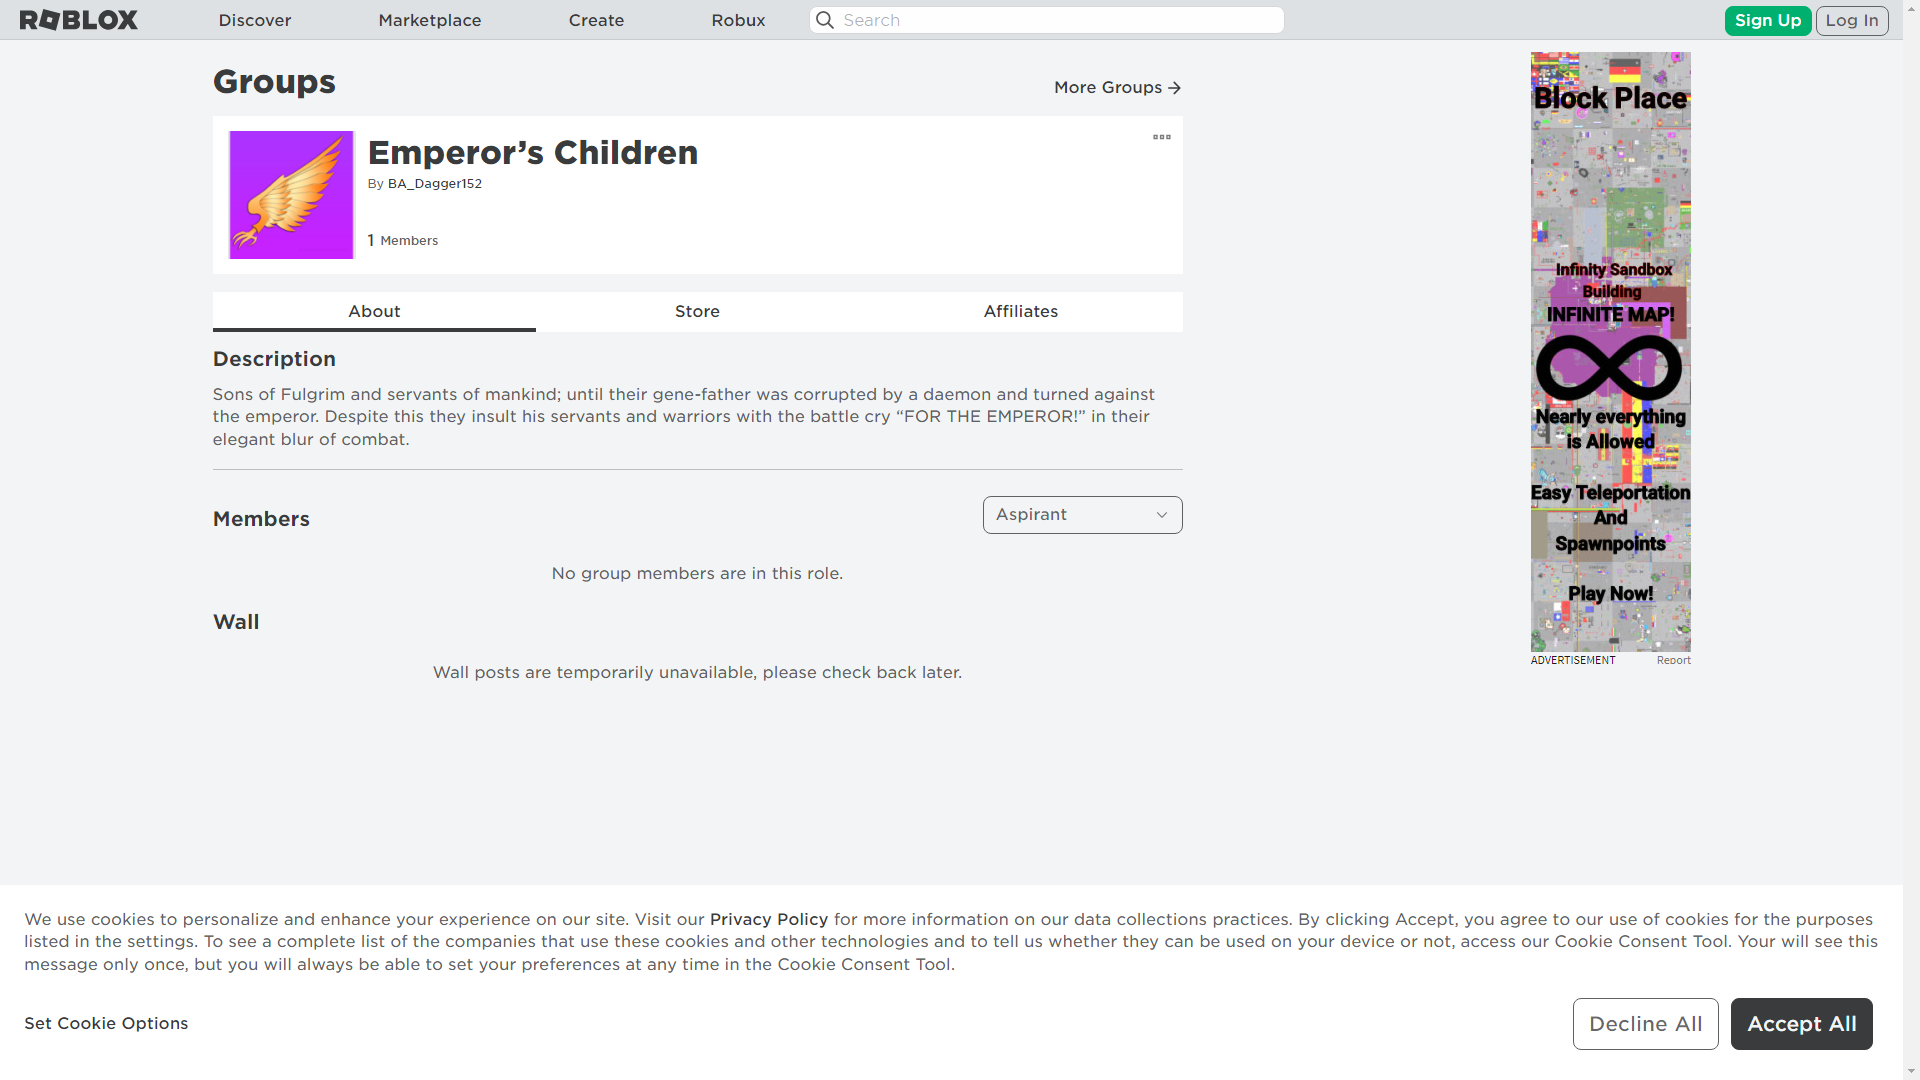 ROBLOX
Discover
Marketplace
Create
Robux
Search
Sign Up
Log In
Groups
More Groups
Emperor’s Children
By BA_Dagger152
1 Members
About
Store
Affiliates
Description
Sons of Fulgrim and servants of mankind; until their gene-father was corrupted by a daemon and turned against
the emperor. Despite this they insult his servants and warriors with the battle cry “FOR THE EMPEROR!” in their
elegant blur of combat.
Members
Aspirant
No group members are in this role.
Wall
Wall posts are temporarily unavailable, please check back later.
Block Place
Infinity Sandbox
Building
INFINITE MAP!
Nearly everything
is Allowed
Easy Teleportation
And
Spawnpoints
Play Now!
ADVERTISEMENT
Report
We use cookies to personalize and enhance your experience on our site. Visit our Privacy Policy for more information on our data collections practices. By clicking Accept, you agree to our use of cookies for the purposes
listed in the settings. To see a complete list of the companies that use these cookies and other technologies and to tell us whether they can be used on your device or not, access our Cookie Consent Tool. Your will see this
message only once, but you will always be able to set your preferences at any time in the Cookie Consent Tool.
Set Cookie Options
Decline All
Accept All